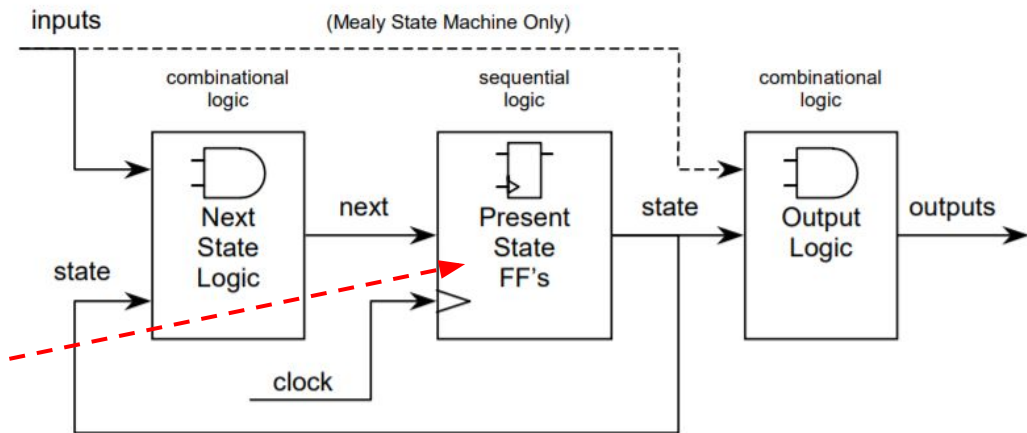 inputs
(Mealy State Machine Only)
combinational
logic
sequential
logic
combinational
logic
Next
State
Logic
next
Present
State
FF's
state
Output
Logic
outputs
state
clock